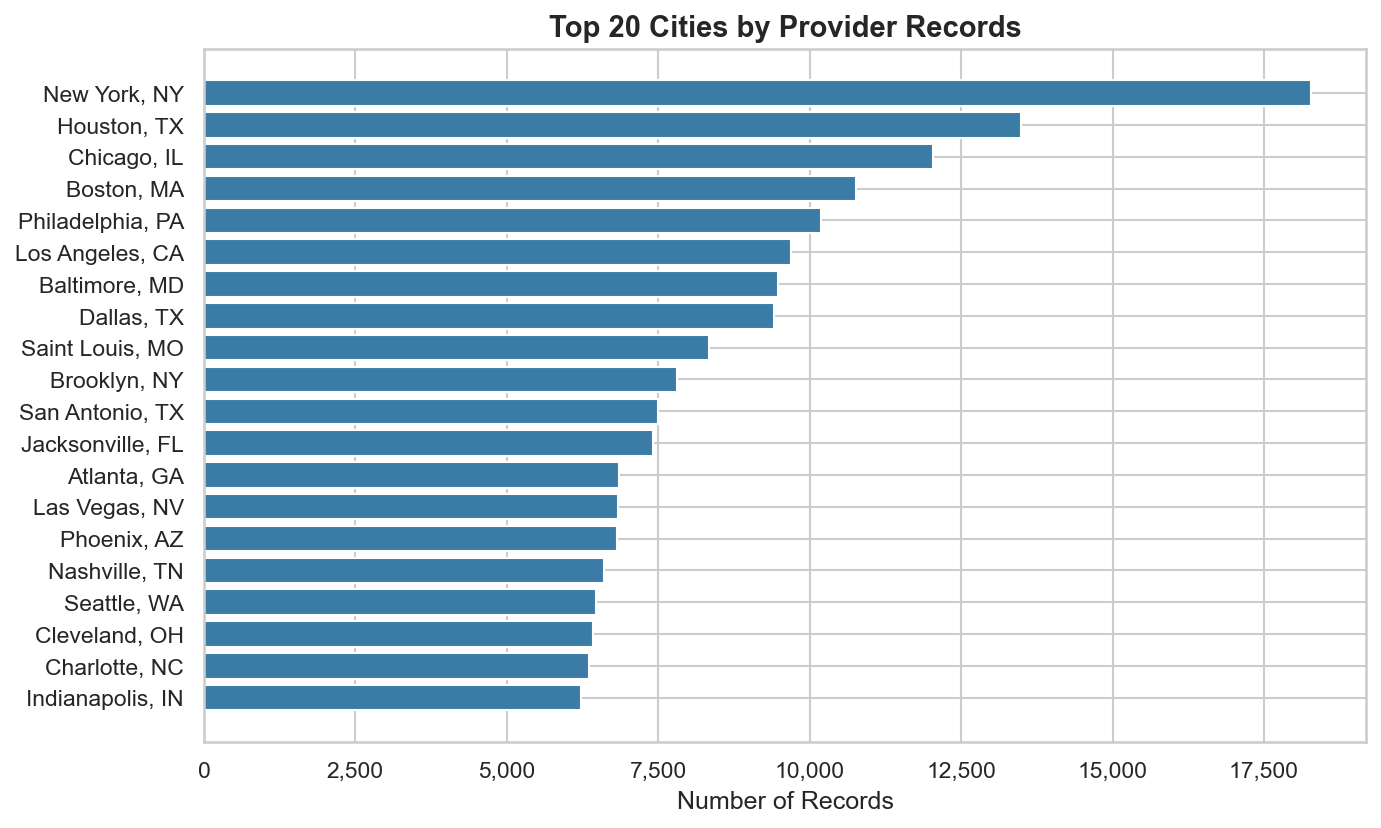 Top 20 Cities by Provider Records
New York, NY
Houston, TX
Chicago, IL
Boston, MA
Philadelphia, PA
Los Angeles, CA
Baltimore, MD
Dallas, TX
Saint Louis, MO
Brooklyn, NY
San Antonio, TX
Jacksonville, FL
Atlanta, GA
Las Vegas, NV
Phoenix, AZ
Nashville, TN
Seattle, WA
Cleveland, OH
Charlotte, NC
Indianapolis, IN
0 2,500 5,000 7,500 10,000 12,500 15,000 17,500
Number of Records